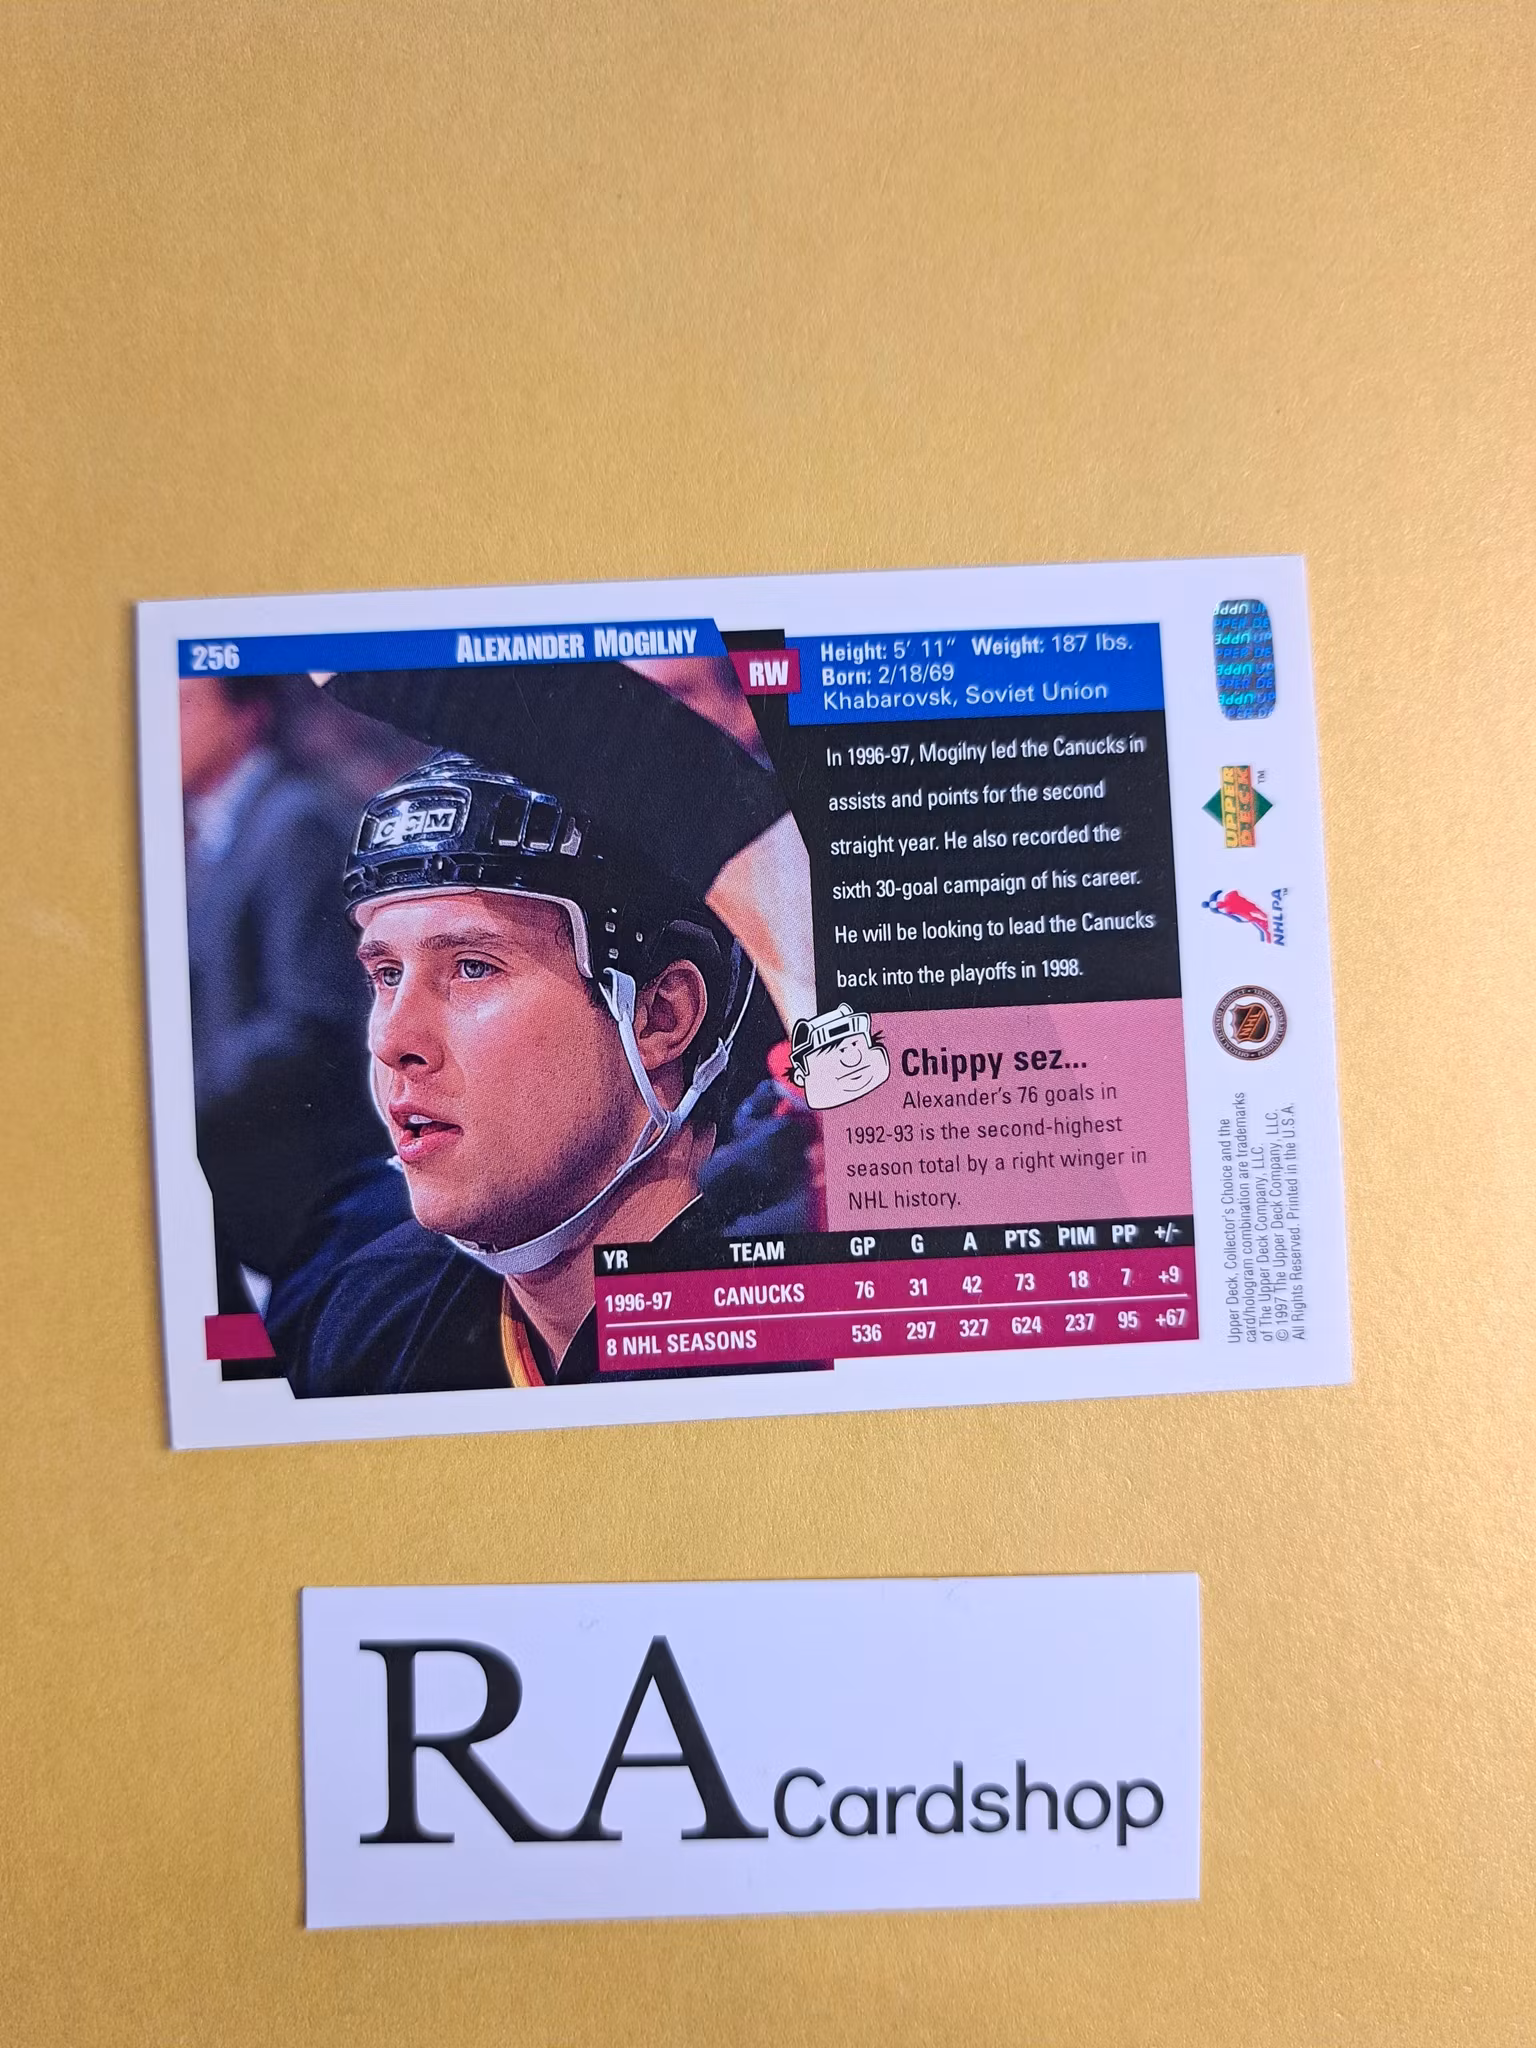 256
ALEXANDER MOGILNY
RW
Height: 5' 11" Weight: 187 lbs.
Born: 2/18/69
Khabarovsk, Soviet Union
In 1996-97, Mogilny led the Canucks in
assists and points for the second
straight year. He also recorded the
sixth 30-goal campaign of his career.
He will be looking to lead the Canucks
back into the playoffs in 1998.
Chippy sez...
Alexander's 76 goals in
1992-93 is the second-highest
season total by a right winger in
NHL history.
YR TEAM GP G A PTS PIM PP +/-
1996-97 CANUCKS 76 31 42 73 18 7 +9
8 NHL SEASONS 536 297 327 624 237 95 +67
CCM
UPPER
DECK™
NHLPA™
NHL
Upper Deck, Collector's Choice and the
card/hologram combination are trademarks
of The Upper Deck Company, LLC.
© 1997 The Upper Deck Company, LLC.
All Rights Reserved. Printed in the U.S.A.
RA Cardshop